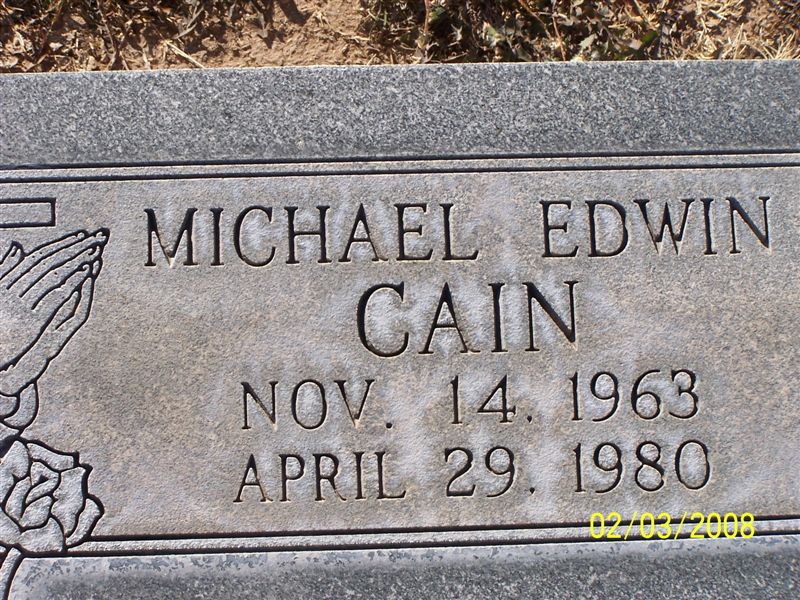 MICHAEL EDWIN
CAIN
NOV. 14, 1963
APRIL 29, 1980
02/03/2008